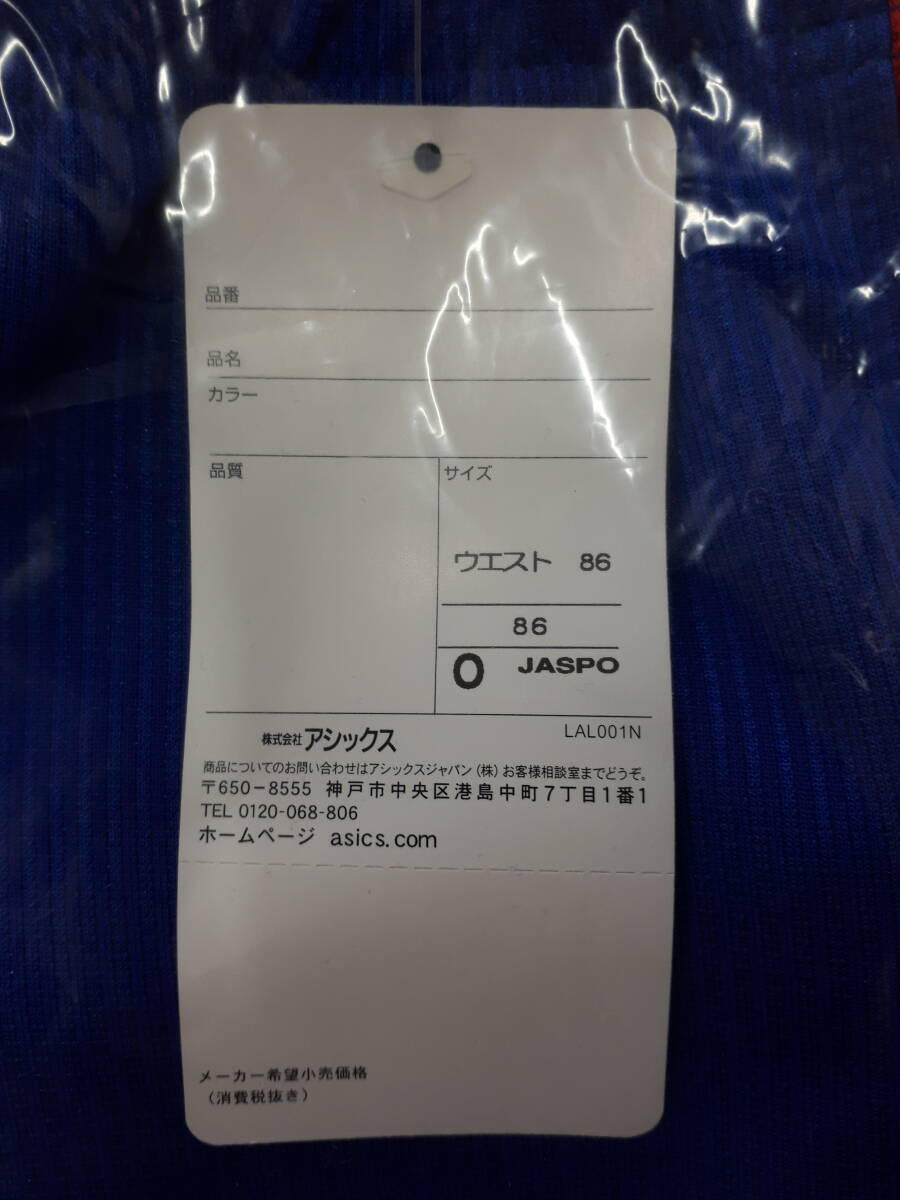 品番
品名
カラー
品質
サイズ
ウエスト 86
86
O JASPO
株式会社アシックス
LAL001N
商品についてのお問い合わせはアシックスジャパン(株)お客様相談室までどうぞ。
〒650-8555 神戸市中央区港島中町7丁目1番1
TEL 0120-068-806
ホームページ asics.com
メーカー希望小売価格
(消費税抜き)